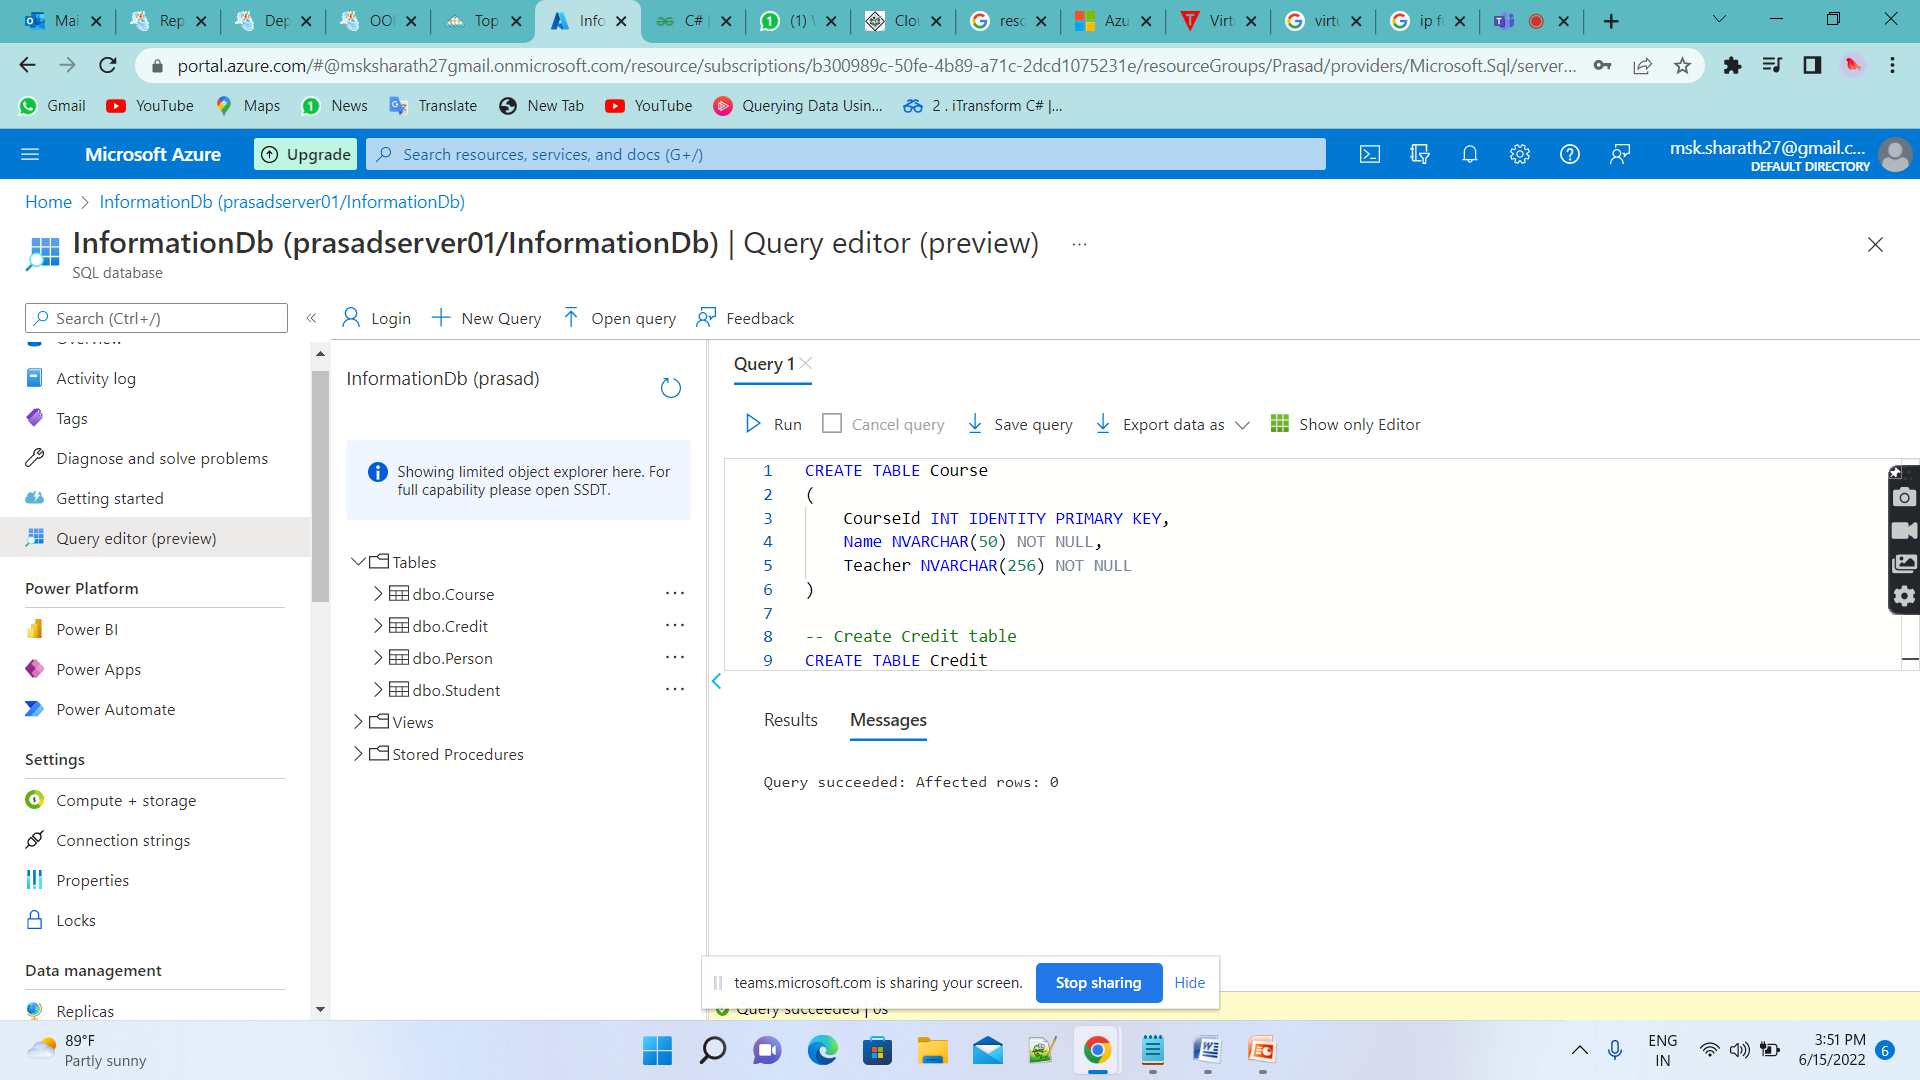 Mai
Rep
Dep
OOI
Top
Info
C# |
(1) 
Clou
reso
Azu
Virt
virtu
ip f
portal.azure.com/#@msksharath27gmail.onmicrosoft.com/resource/subscriptions/b300989c-50fe-4b89-a71c-2dcd1075231e/resourceGroups/Prasad/providers/Microsoft.Sql/server...
Gmail
YouTube
Maps
News
Translate
New Tab
YouTube
Querying Data Usin...
2 . iTransform C# |...
Microsoft Azure
Upgrade
Search resources, services, and docs (G+/)
msk.sharath27@gmail.c...
DEFAULT DIRECTORY
Home
InformationDb (prasadserver01/InformationDb)
InformationDb (prasadserver01/InformationDb) | Query editor (preview)
...
SQL database
Search (Ctrl+/)
«
Login
New Query
Open query
Feedback
Overview
Activity log
Tags
Diagnose and solve problems
Getting started
Query editor (preview)
Power Platform
Power BI
Power Apps
Power Automate
Settings
Compute + storage
Connection strings
Properties
Locks
Data management
Replicas
InformationDb (prasad)
Showing limited object explorer here. For
full capability please open SSDT.
Tables
dbo.Course ...
dbo.Credit ...
dbo.Person ...
dbo.Student ...
Views
Stored Procedures
Query 1
Run
Cancel query
Save query
Export data as
Show only Editor
1 CREATE TABLE Course
2 (
3 CourseId INT IDENTITY PRIMARY KEY,
4 Name NVARCHAR(50) NOT NULL,
5 Teacher NVARCHAR(256) NOT NULL
6 )
7
8 -- Create Credit table
9 CREATE TABLE Credit
Results
Messages
Query succeeded: Affected rows: 0
teams.microsoft.com is sharing your screen.
Stop sharing
Hide
Query succeeded | 0s
89°F
Partly sunny
ENG
IN
3:51 PM
6/15/2022
6